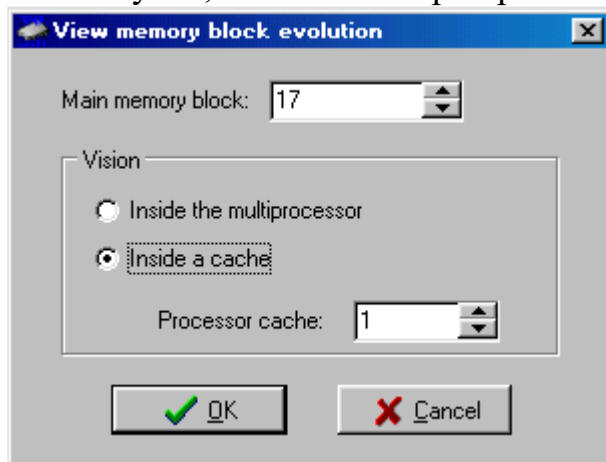 View memory block evolution
Main memory block: 17
Vision
Inside the multiprocessor
Inside a cache
Processor cache: 1
OK Cancel